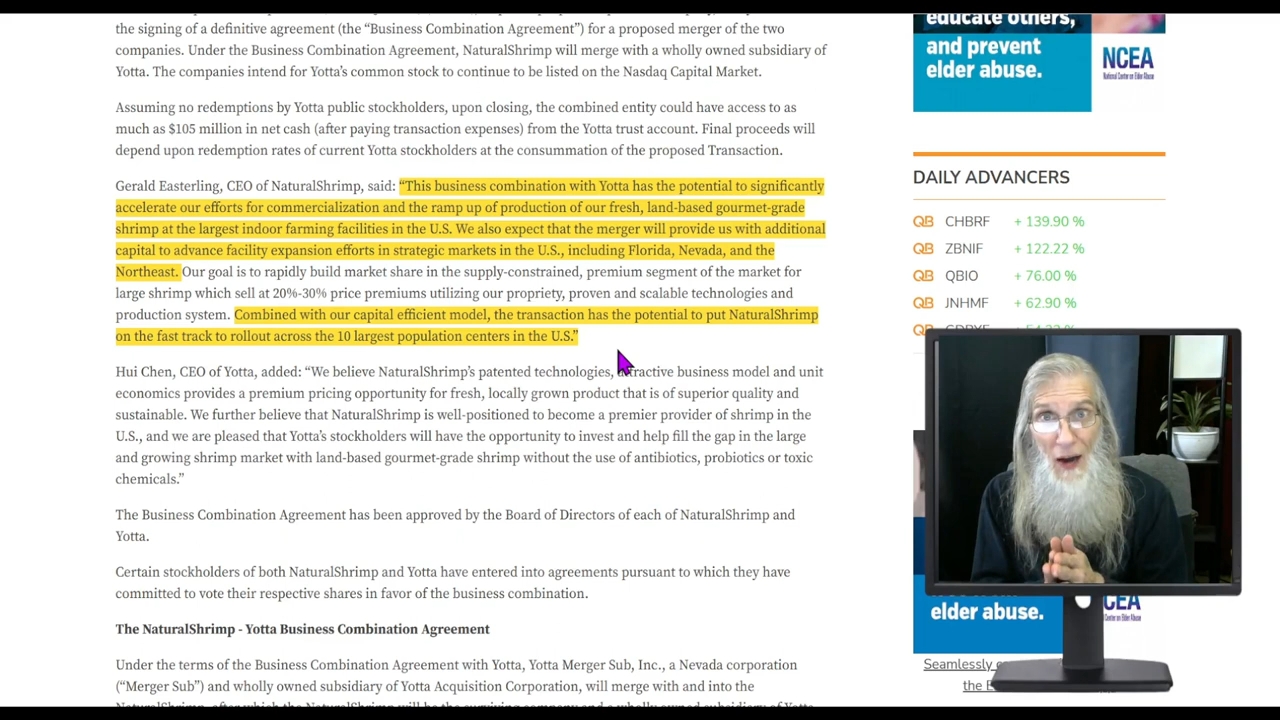 the signing of a definitive agreement (the “Business Combination Agreement”) for a proposed merger of the two
companies. Under the Business Combination Agreement, NaturalShrimp will merge with a wholly owned subsidiary of
Yotta. The companies intend for Yotta’s common stock to continue to be listed on the Nasdaq Capital Market.
Assuming no redemptions by Yotta public stockholders, upon closing, the combined entity could have access to as
much as $105 million in net cash (after paying transaction expenses) from the Yotta trust account. Final proceeds will
depend upon redemption rates of current Yotta stockholders at the consummation of the proposed Transaction.
Gerald Easterling, CEO of NaturalShrimp, said: “This business combination with Yotta has the potential to significantly
accelerate our efforts for commercialization and the ramp up of production of our fresh, land-based gourmet-grade
shrimp at the largest indoor farming facilities in the U.S. We also expect that the merger will provide us with additional
capital to advance facility expansion efforts in strategic markets in the U.S., including Florida, Nevada, and the
Northeast. Our goal is to rapidly build market share in the supply-constrained, premium segment of the market for
large shrimp which sell at 20%-30% price premiums utilizing our propriety, proven and scalable technologies and
production system. Combined with our capital efficient model, the transaction has the potential to put NaturalShrimp
on the fast track to rollout across the 10 largest population centers in the U.S.”
Hui Chen, CEO of Yotta, added: “We believe NaturalShrimp’s patented technologies, attractive business model and unit
economics provides a premium pricing opportunity for fresh, locally grown product that is of superior quality and
sustainable. We further believe that NaturalShrimp is well-positioned to become a premier provider of shrimp in the
U.S., and we are pleased that Yotta’s stockholders will have the opportunity to invest and help fill the gap in the large
and growing shrimp market with land-based gourmet-grade shrimp without the use of antibiotics, probiotics or toxic
chemicals.”
The Business Combination Agreement has been approved by the Board of Directors of each of NaturalShrimp and
Yotta.
Certain stockholders of both NaturalShrimp and Yotta have entered into agreements pursuant to which they have
committed to vote their respective shares in favor of the business combination.
The NaturalShrimp - Yotta Business Combination Agreement
Under the terms of the Business Combination Agreement with Yotta, Yotta Merger Sub, Inc., a Nevada corporation
(“Merger Sub”) and wholly owned subsidiary of Yotta Acquisition Corporation, will merge with and into the
educate others,
and prevent
elder abuse.
NCEA
National Center on Elder Abuse
DAILY ADVANCERS
QB CHBRF + 139.90 %
QB ZBNIF + 122.22 %
QB QBIO + 76.00 %
QB JNHMF + 62.90 %
elder abuse.
Seamlessly
the